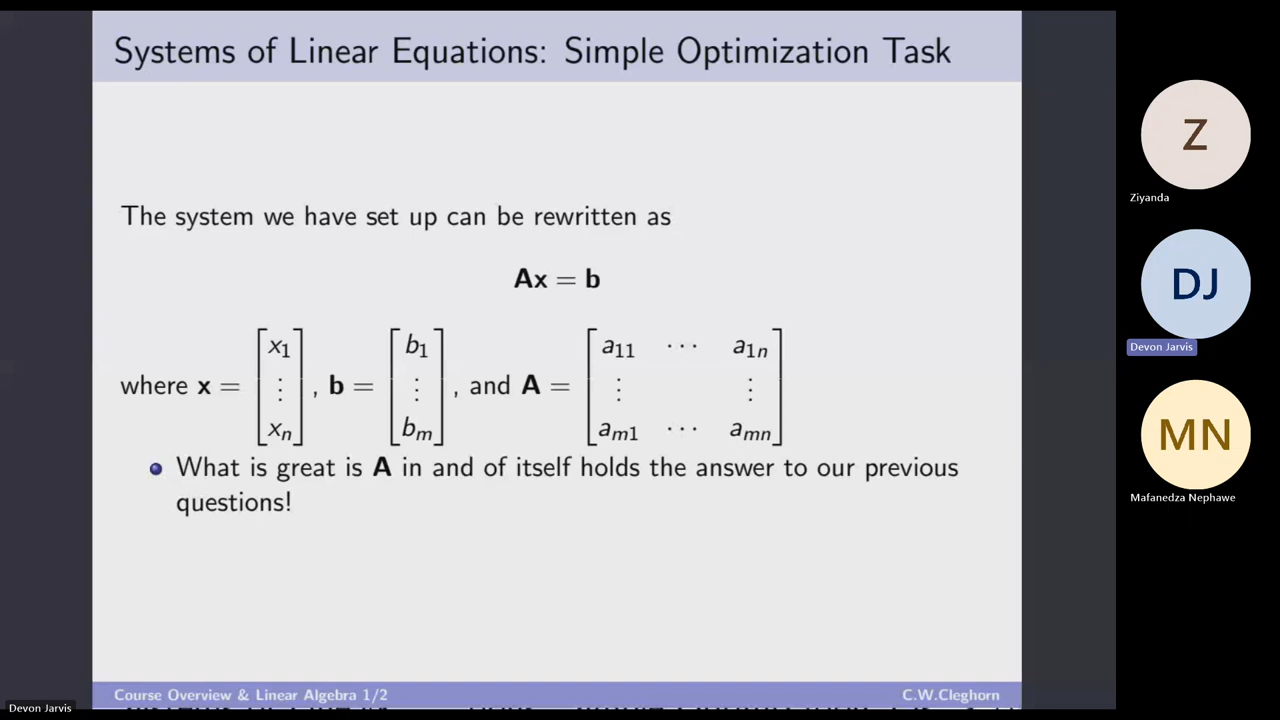 Systems of Linear Equations: Simple Optimization Task
The system we have set up can be rewritten as
Ax = b
where x = [x1 ⋮ xn], b = [b1 ⋮ bm], and A = [a11 ··· a1n ⋮ ⋮ am1 ··· amn]
What is great is A in and of itself holds the answer to our previous
questions!
Course Overview & Linear Algebra 1/2
C.W.Cleghorn
Devon Jarvis
Z
Ziyanda
DJ
Devon Jarvis
MN
Mafanedza Nephawe